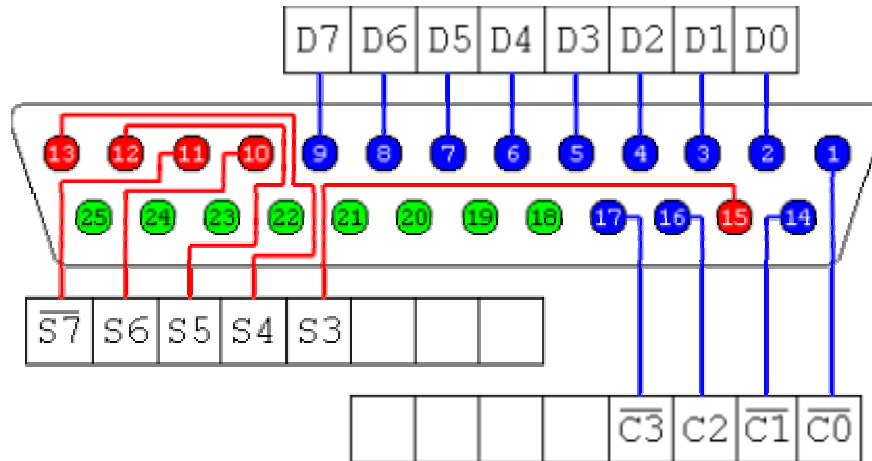 D7 D6 D5 D4 D3 D2 D1 D0
13 12 11 10 9 8 7 6 5 4 3 2 1
25 24 23 22 21 20 19 18 17 16 15 14
S̅7̅ S6 S5 S4 S3
C̅3̅ C2 C̅1̅ C̅0̅